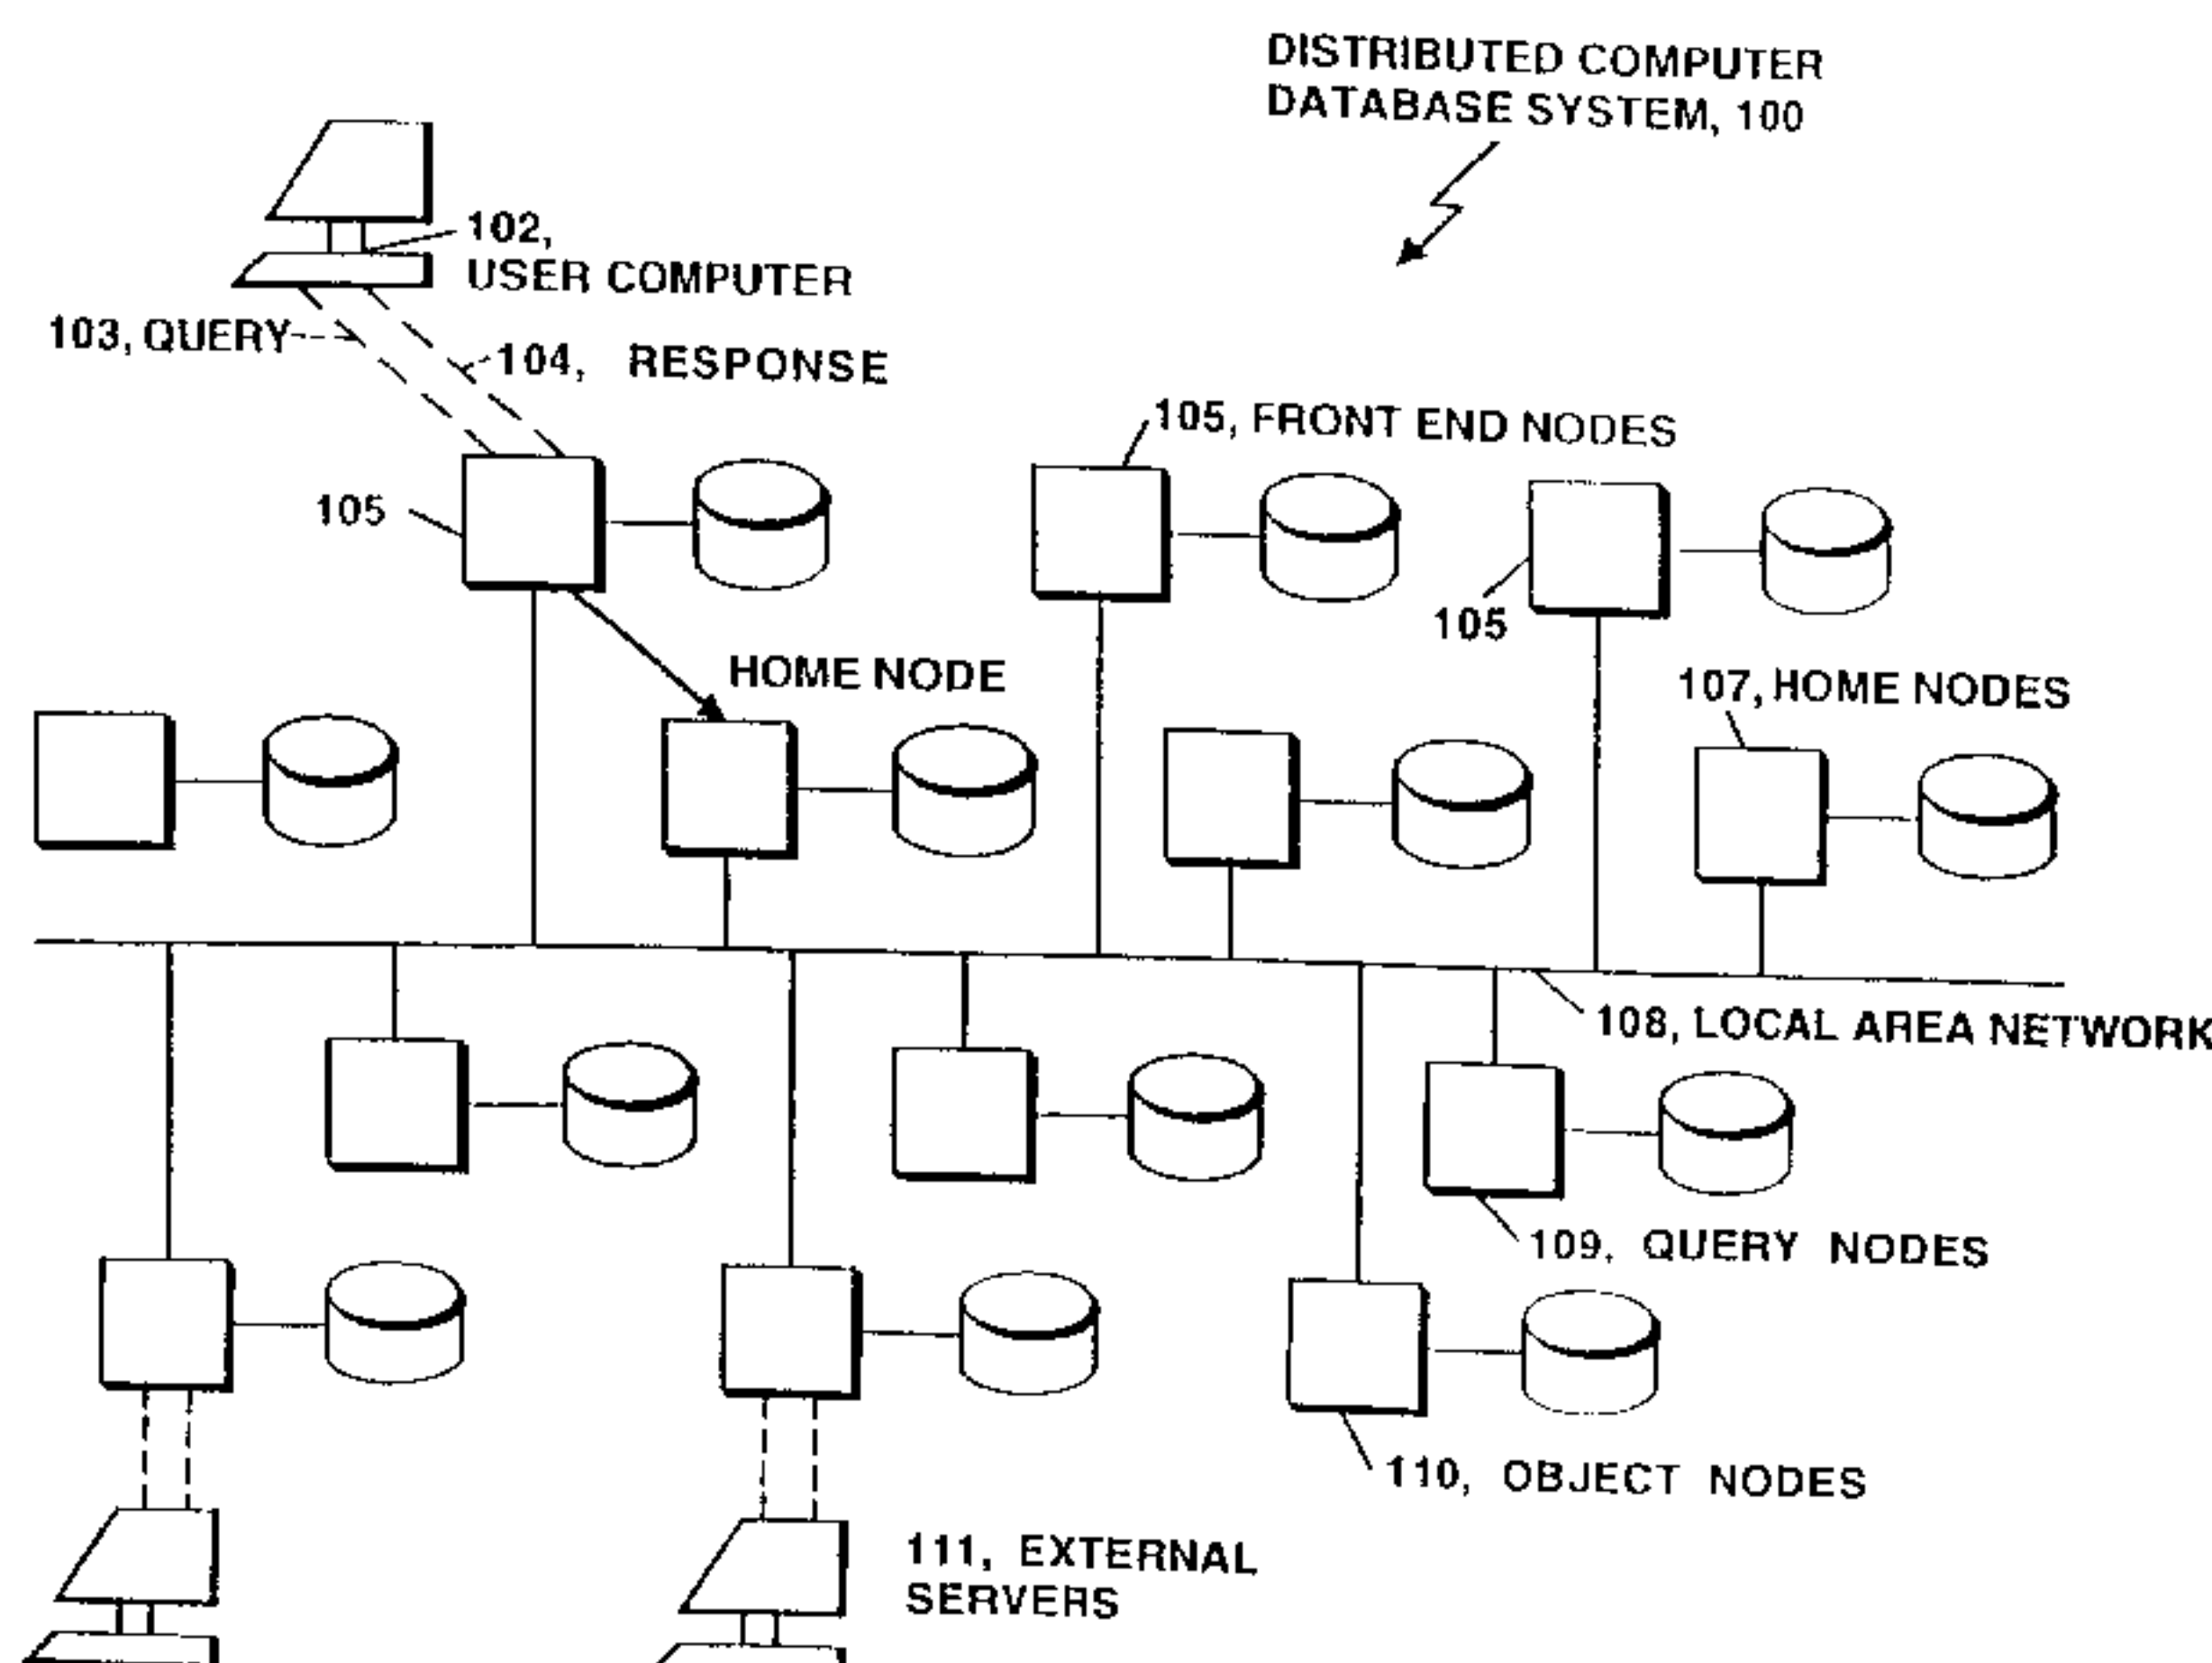 DISTRIBUTED COMPUTER
DATABASE SYSTEM, 100
102,
USER COMPUTER
103, QUERY
104, RESPONSE
105, FRONT END NODES
105
105
HOME NODE
107, HOME NODES
108, LOCAL AREA NETWORK
109, QUERY NODES
110, OBJECT NODES
111, EXTERNAL
SERVERS